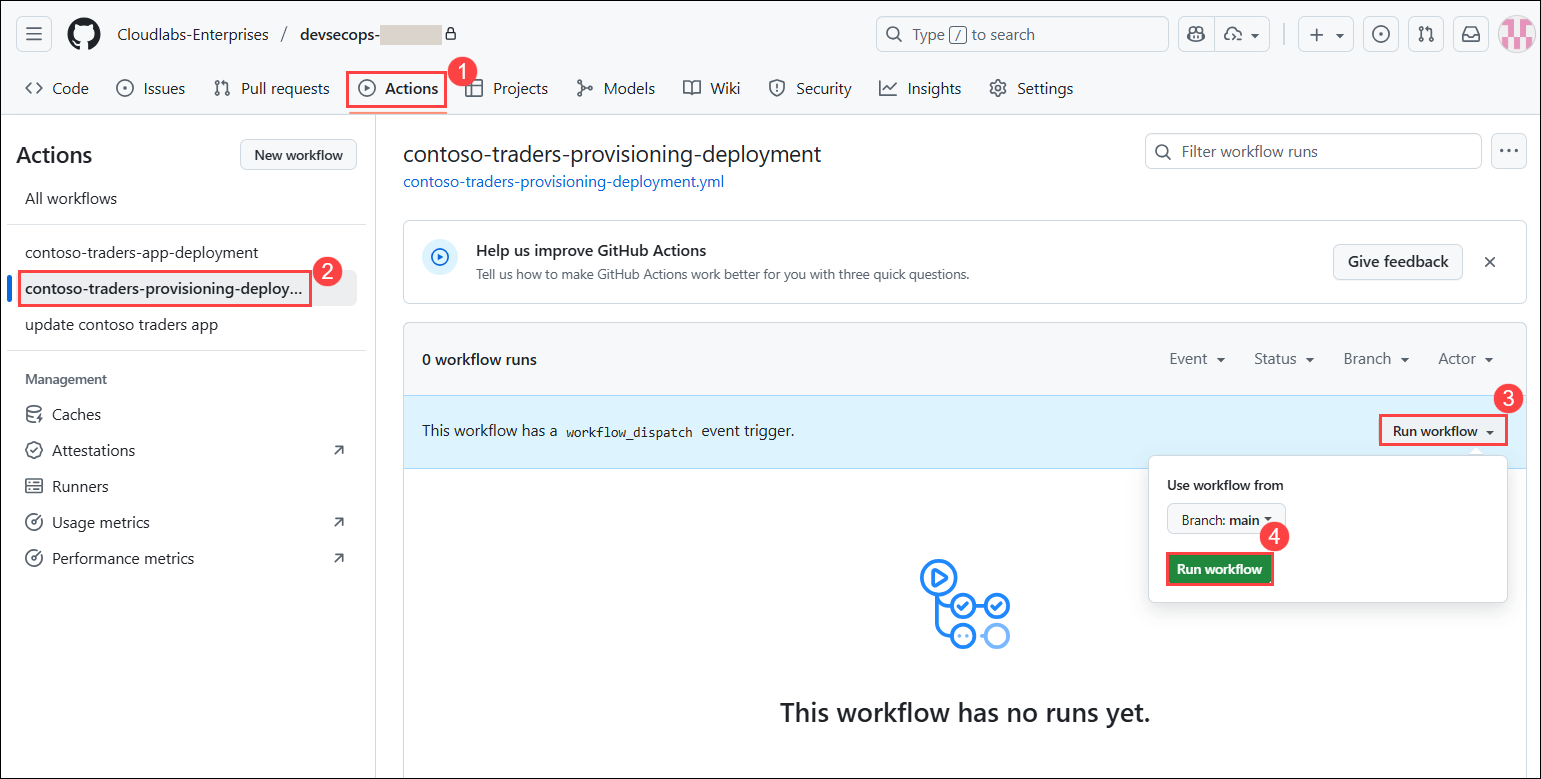 Cloudlabs-Enterprises / devsecops-
Type / to search
1
Code Issues Pull requests Actions Projects Models Wiki Security Insights Settings
Actions
New workflow
All workflows
contoso-traders-app-deployment
2
contoso-traders-provisioning-deploy...
update contoso traders app
Management
Caches
Attestations
Runners
Usage metrics
Performance metrics
contoso-traders-provisioning-deployment
contoso-traders-provisioning-deployment.yml
Filter workflow runs
Help us improve GitHub Actions
Tell us how to make GitHub Actions work better for you with three quick questions.
Give feedback
0 workflow runs
Event Status Branch Actor
3
This workflow has a workflow_dispatch event trigger.
Run workflow
Use workflow from
Branch: main
4
Run workflow
This workflow has no runs yet.